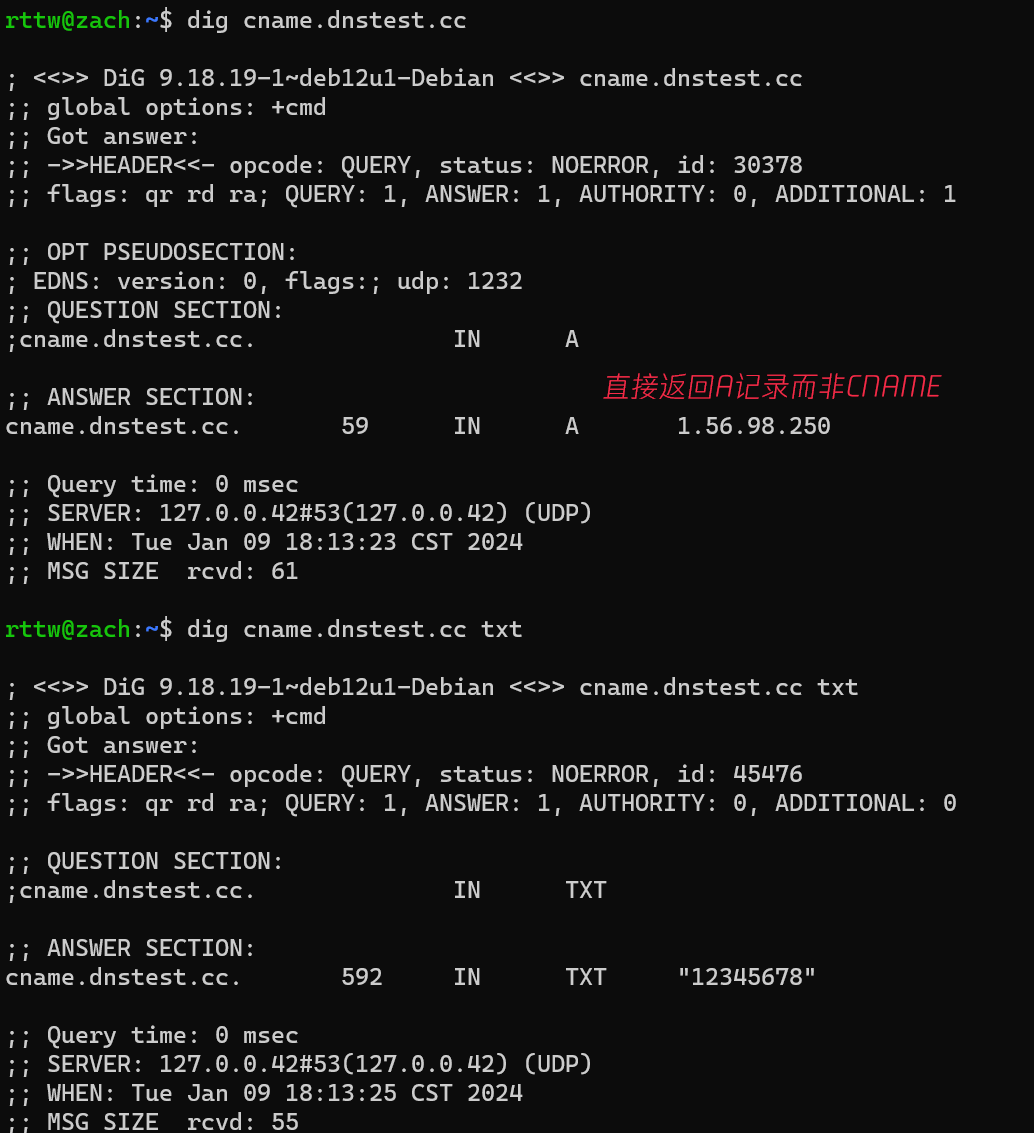 rttw@zach:~$ dig cname.dnstest.cc
; <<>> DiG 9.18.19-1~deb12u1-Debian <<>> cname.dnstest.cc
;; global options: +cmd
;; Got answer:
;; ->>HEADER<<- opcode: QUERY, status: NOERROR, id: 30378
;; flags: qr rd ra; QUERY: 1, ANSWER: 1, AUTHORITY: 0, ADDITIONAL: 1
;; OPT PSEUDOSECTION:
; EDNS: version: 0, flags:; udp: 1232
;; QUESTION SECTION:
;cname.dnstest.cc. IN A
直接返回A记录而非CNAME
;; ANSWER SECTION:
cname.dnstest.cc. 59 IN A 1.56.98.250
;; Query time: 0 msec
;; SERVER: 127.0.0.42#53(127.0.0.42) (UDP)
;; WHEN: Tue Jan 09 18:13:23 CST 2024
;; MSG SIZE  rcvd: 61
rttw@zach:~$ dig cname.dnstest.cc txt
; <<>> DiG 9.18.19-1~deb12u1-Debian <<>> cname.dnstest.cc txt
;; global options: +cmd
;; Got answer:
;; ->>HEADER<<- opcode: QUERY, status: NOERROR, id: 45476
;; flags: qr rd ra; QUERY: 1, ANSWER: 1, AUTHORITY: 0, ADDITIONAL: 0
;; QUESTION SECTION:
;cname.dnstest.cc. IN TXT
;; ANSWER SECTION:
cname.dnstest.cc. 592 IN TXT "12345678"
;; Query time: 0 msec
;; SERVER: 127.0.0.42#53(127.0.0.42) (UDP)
;; WHEN: Tue Jan 09 18:13:25 CST 2024
;; MSG SIZE  rcvd: 55